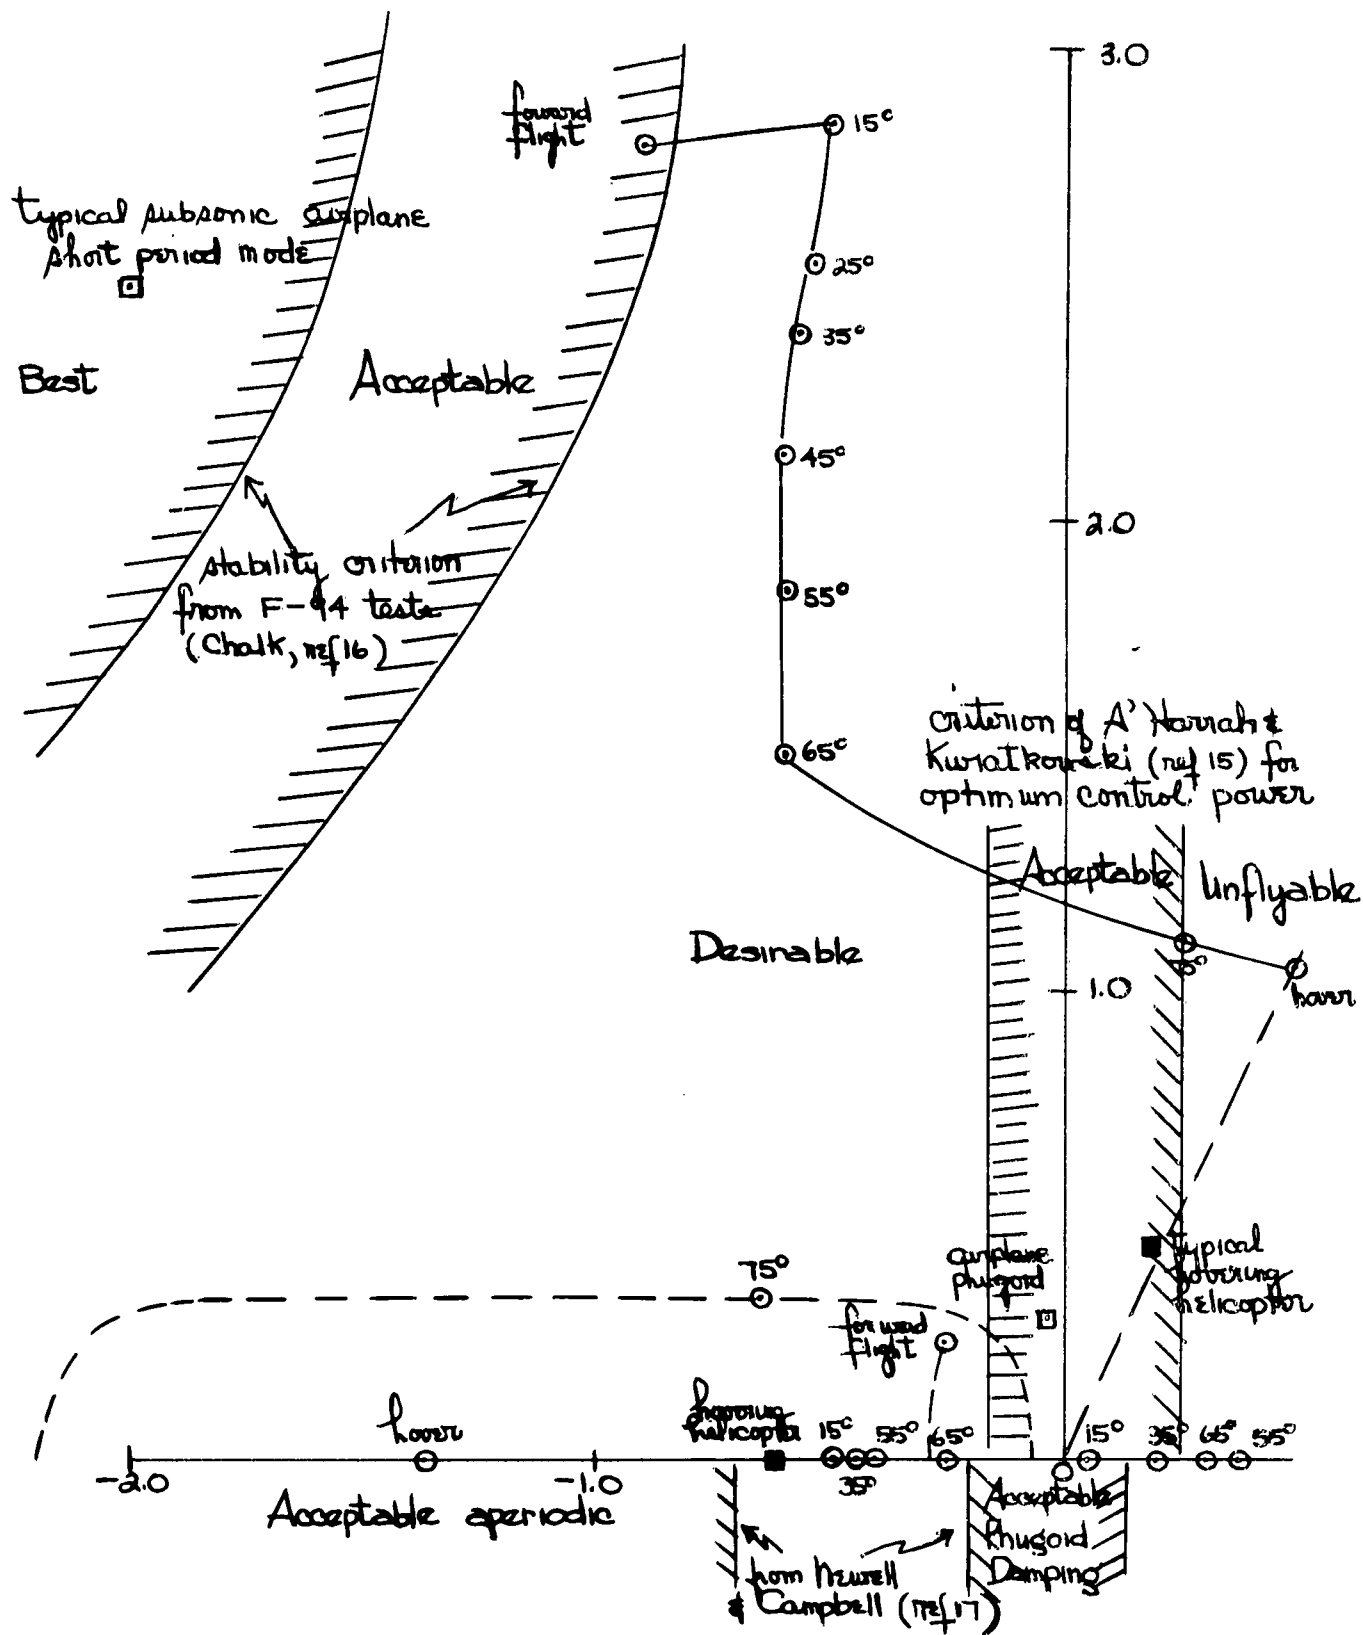 3.0
foward
flight
15°
typical subsonic airplane
short period mode
25°
35°
Best
Acceptable
45°
2.0
stability criterion
from F-94 tests
(Chalk, ref 16)
55°
65°
criterion of A'Harrah &
Kwiatkowski (ref 15) for
optimum control power
Acceptable
Unflyable
Desirable
75°
1.0
hover
airplane
phugoid
typical
hovering
helicopter
75°
forward
flight
hover
hovering
helicopter
15°
55°
65°
15°
35°
65°
55°
-2.0
-1.0
35°
0
Acceptable aperiodic
Acceptable
Phugoid
Damping
from Newell
& Campbell (ref 17)